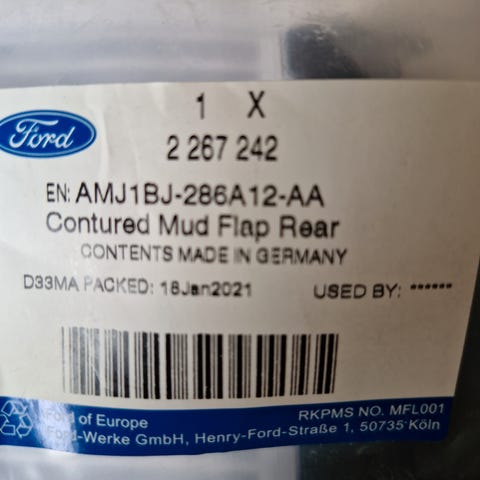 1 X
Ford
2 267 242
EN: AMJ1BJ-286A12-AA
Contured Mud Flap Rear
CONTENTS MADE IN GERMANY
D33MA PACKED: 18Jan2021 USED BY: ******
Ford of Europe RKPMS NO. MFL001
Ford-Werke GmbH, Henry-Ford-Straße 1, 50735 Köln